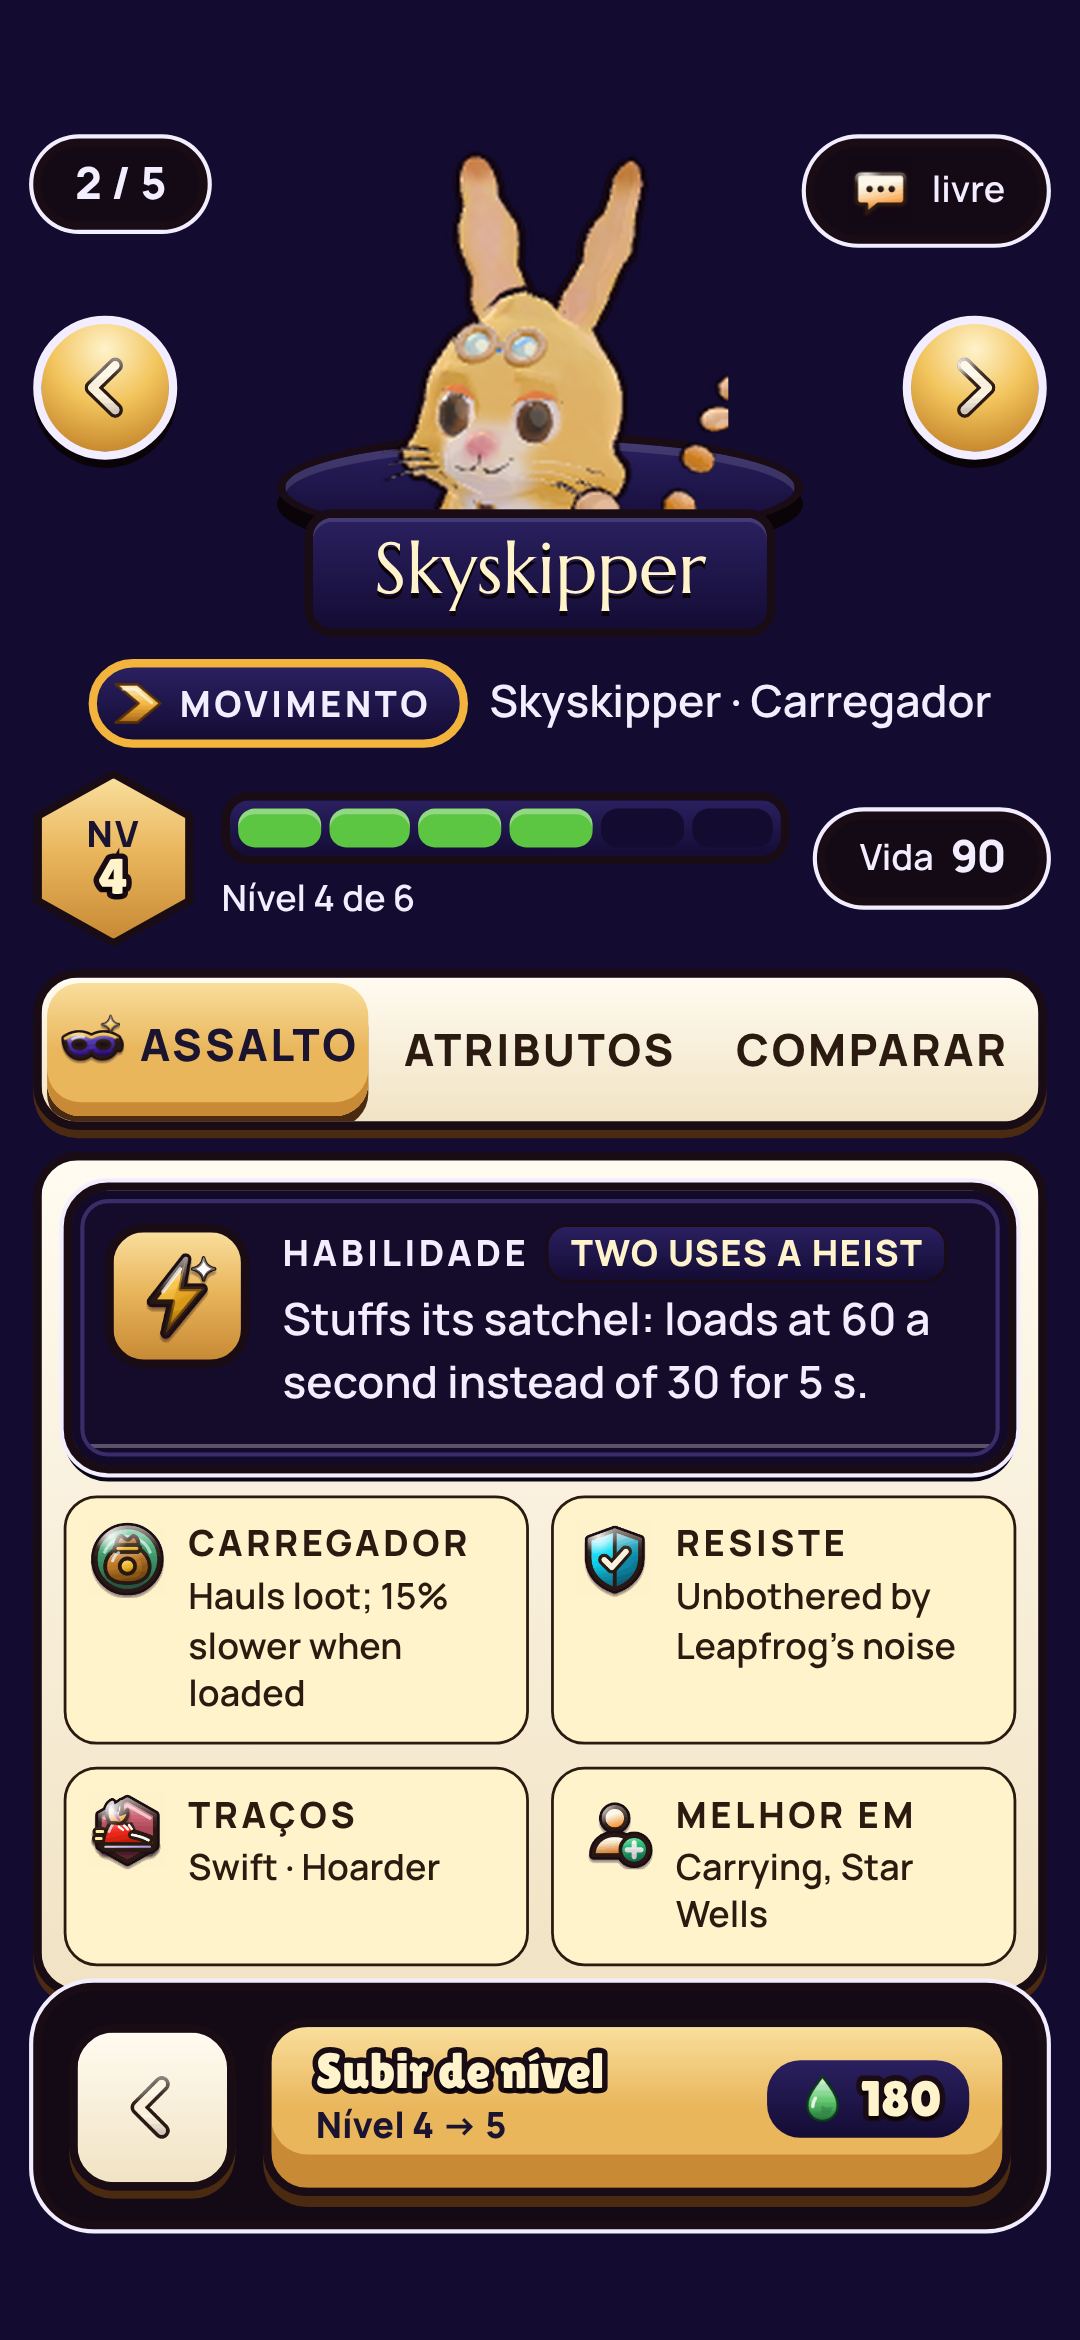 2 / 5
livre
Skyskipper
MOVIMENTO
Skyskipper · Carregador
NV
4
Nível 4 de 6
Vida 90
ASSALTO
ATRIBUTOS
COMPARAR
HABILIDADE
TWO USES A HEIST
Stuffs its satchel: loads at 60 a
second instead of 30 for 5 s.
CARREGADOR
Hauls loot; 15%
slower when
loaded
RESISTE
Unbothered by
Leapfrog’s noise
TRAÇOS
Swift · Hoarder
MELHOR EM
Carrying, Star
Wells
Subir de nível
Nível 4 → 5
180